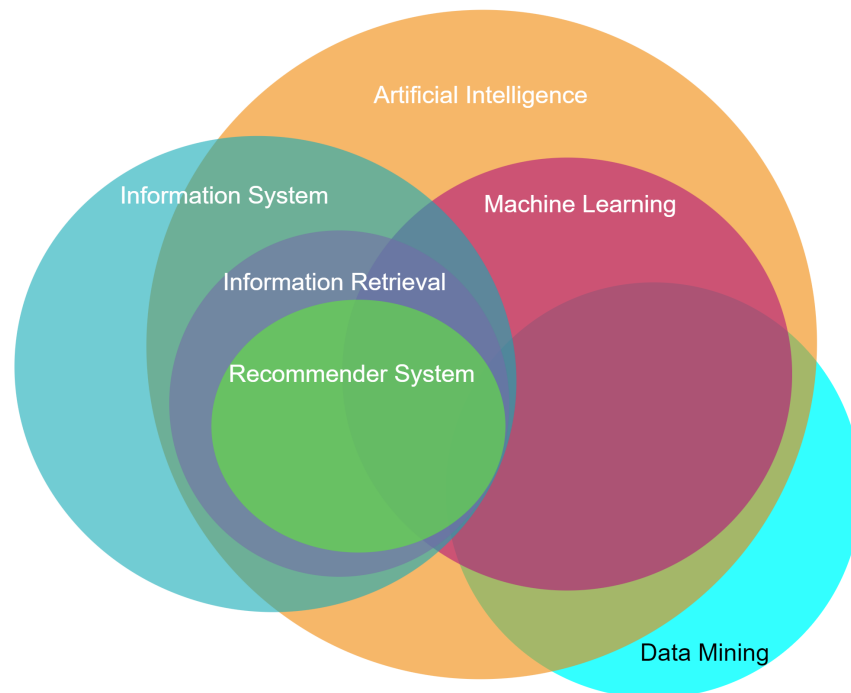 Artificial Intelligence
Information System
Machine Learning
Information Retrieval
Recommender System
Data Mining